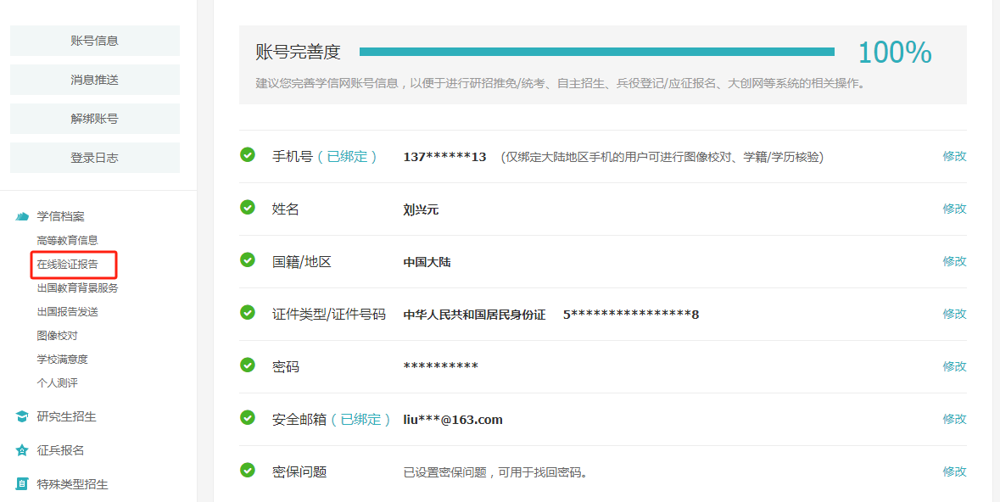 账号信息
消息推送
解绑账号
登录日志
学信档案
高等教育信息
在线验证报告
出国教育背景服务
出国报告发送
图像校对
学校满意度
个人测评
研究生招生
征兵报名
特殊类型招生
账号完善度 100%
建议您完善学信网账号信息，以便于进行研招推免/统考、自主招生、兵役登记/应征报名、大创网等系统的相关操作。
手机号（已绑定） 137******13 (仅绑定大陆地区手机的用户可进行图像校对、学籍/学历核验) 修改
姓名 刘兴元 修改
国籍/地区 中国大陆 修改
证件类型/证件号码 中华人民共和国居民身份证 5****************8 修改
密码 ********** 修改
安全邮箱（已绑定） liu***@163.com 修改
密保问题 已设置密保问题，可用于找回密码。 修改